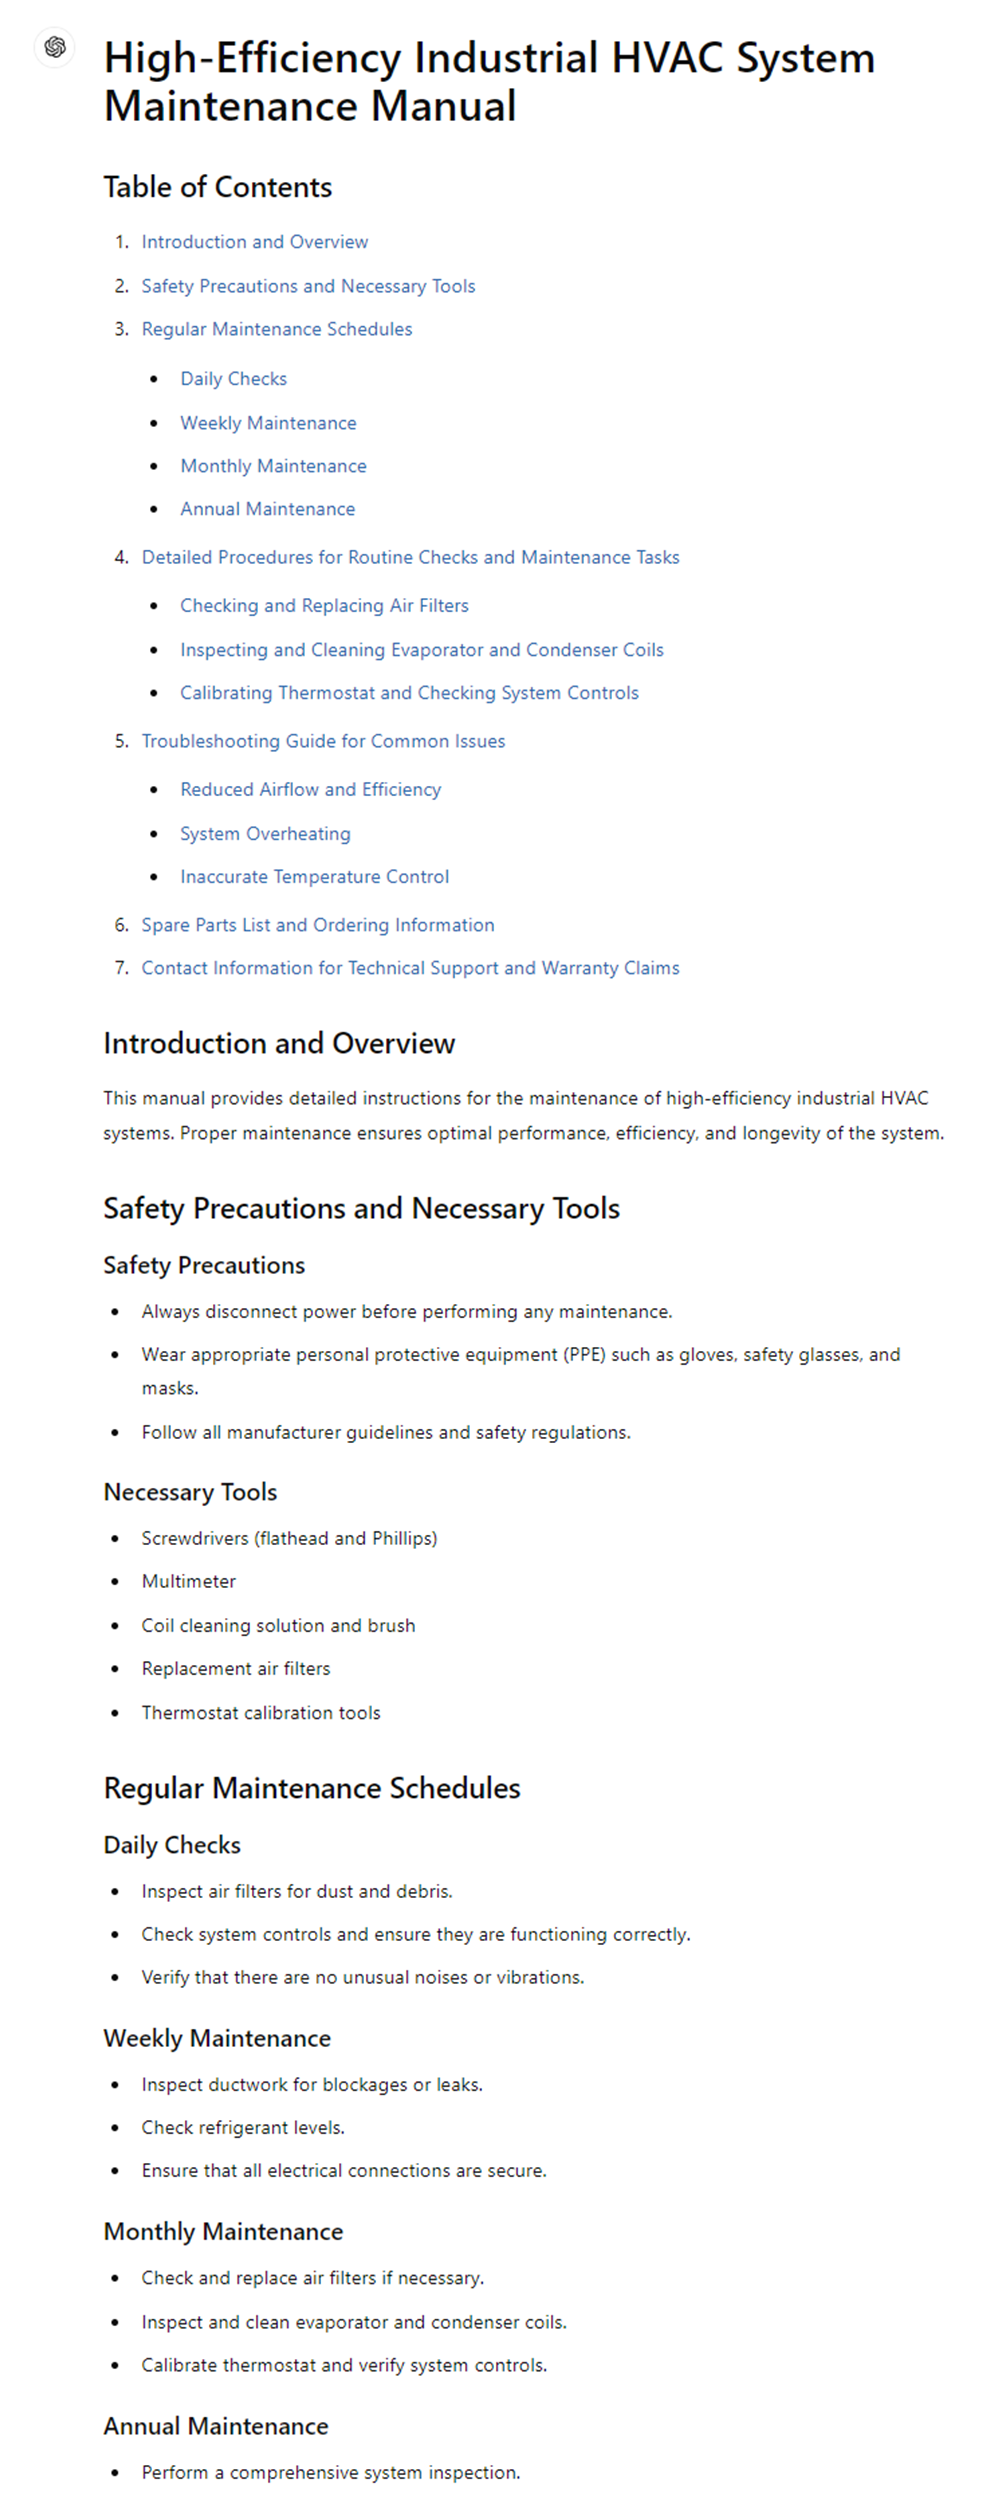 High-Efficiency Industrial HVAC System
Maintenance Manual
Table of Contents
1. Introduction and Overview
2. Safety Precautions and Necessary Tools
3. Regular Maintenance Schedules
• Daily Checks
• Weekly Maintenance
• Monthly Maintenance
• Annual Maintenance
4. Detailed Procedures for Routine Checks and Maintenance Tasks
• Checking and Replacing Air Filters
• Inspecting and Cleaning Evaporator and Condenser Coils
• Calibrating Thermostat and Checking System Controls
5. Troubleshooting Guide for Common Issues
• Reduced Airflow and Efficiency
• System Overheating
• Inaccurate Temperature Control
6. Spare Parts List and Ordering Information
7. Contact Information for Technical Support and Warranty Claims
Introduction and Overview
This manual provides detailed instructions for the maintenance of high-efficiency industrial HVAC
systems. Proper maintenance ensures optimal performance, efficiency, and longevity of the system.
Safety Precautions and Necessary Tools
Safety Precautions
• Always disconnect power before performing any maintenance.
• Wear appropriate personal protective equipment (PPE) such as gloves, safety glasses, and
masks.
• Follow all manufacturer guidelines and safety regulations.
Necessary Tools
• Screwdrivers (flathead and Phillips)
• Multimeter
• Coil cleaning solution and brush
• Replacement air filters
• Thermostat calibration tools
Regular Maintenance Schedules
Daily Checks
• Inspect air filters for dust and debris.
• Check system controls and ensure they are functioning correctly.
• Verify that there are no unusual noises or vibrations.
Weekly Maintenance
• Inspect ductwork for blockages or leaks.
• Check refrigerant levels.
• Ensure that all electrical connections are secure.
Monthly Maintenance
• Check and replace air filters if necessary.
• Inspect and clean evaporator and condenser coils.
• Calibrate thermostat and verify system controls.
Annual Maintenance
• Perform a comprehensive system inspection.